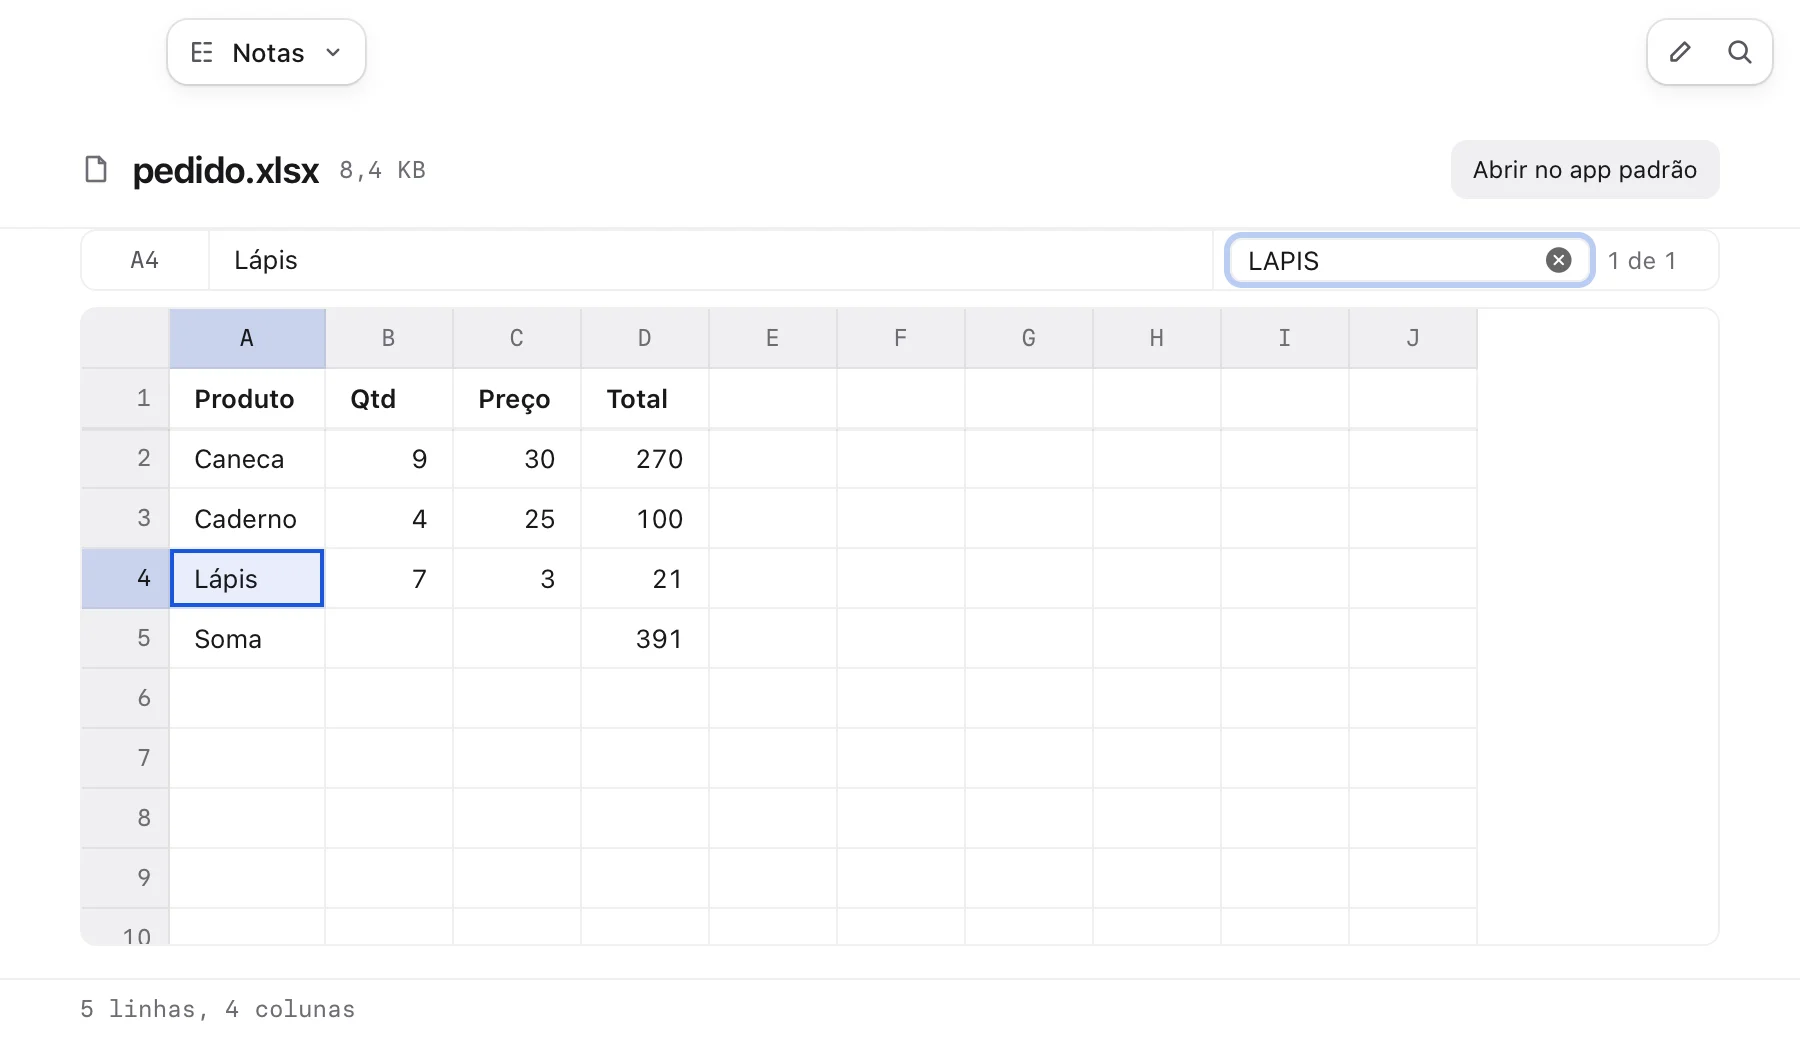 Notas
pedido.xlsx 8,4 KB
Abrir no app padrão
A4 Lápis LAPIS 1 de 1
A B C D E F G H I J
1 Produto Qtd Preço Total
2 Caneca 9 30 270
3 Caderno 4 25 100
4 Lápis 7 3 21
5 Soma 391
6
7
8
9
10
5 linhas, 4 colunas